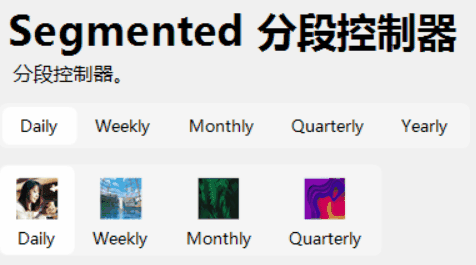 Segmented 分段控制器
分段控制器。
Daily Weekly Monthly Quarterly Yearly
Daily Weekly Monthly Quarterly